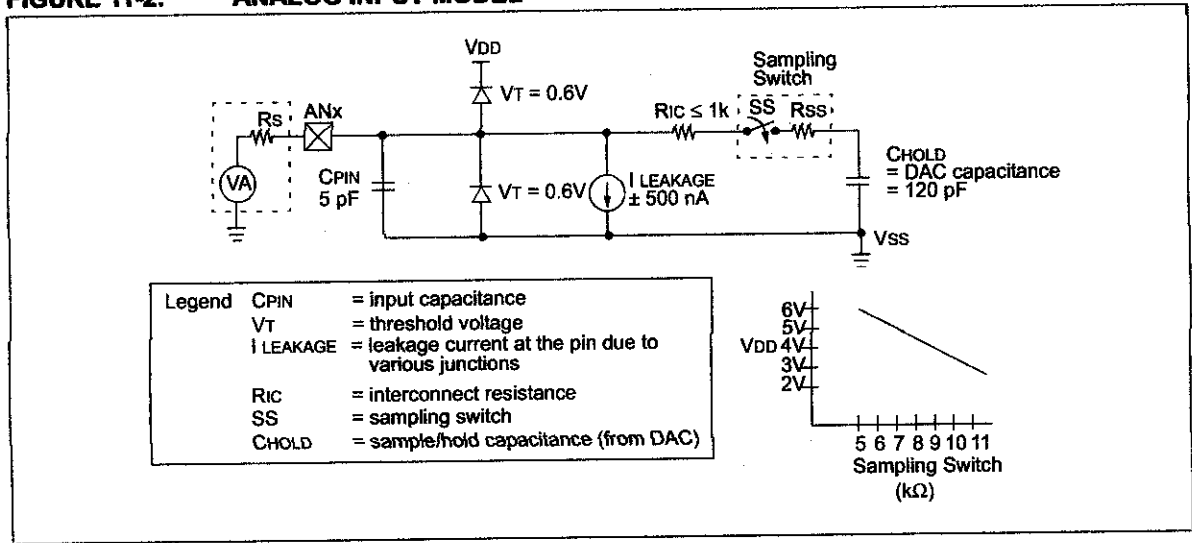 FIGURE 11-2: ANALOG INPUT MODEL
VDD
Sampling
Switch
VT = 0.6V
RS
ANx
RIC ≤ 1k
SS
RSS
VA
CPIN
5 pF
VT = 0.6V
I LEAKAGE
± 500 nA
CHOLD
= DAC capacitance
= 120 pF
VSS
Legend CPIN = input capacitance
VT = threshold voltage
I LEAKAGE = leakage current at the pin due to
various junctions
RIC = interconnect resistance
SS = sampling switch
CHOLD = sample/hold capacitance (from DAC)
6V
5V
VDD 4V
3V
2V
5 6 7 8 9 10 11
Sampling Switch
(kΩ)